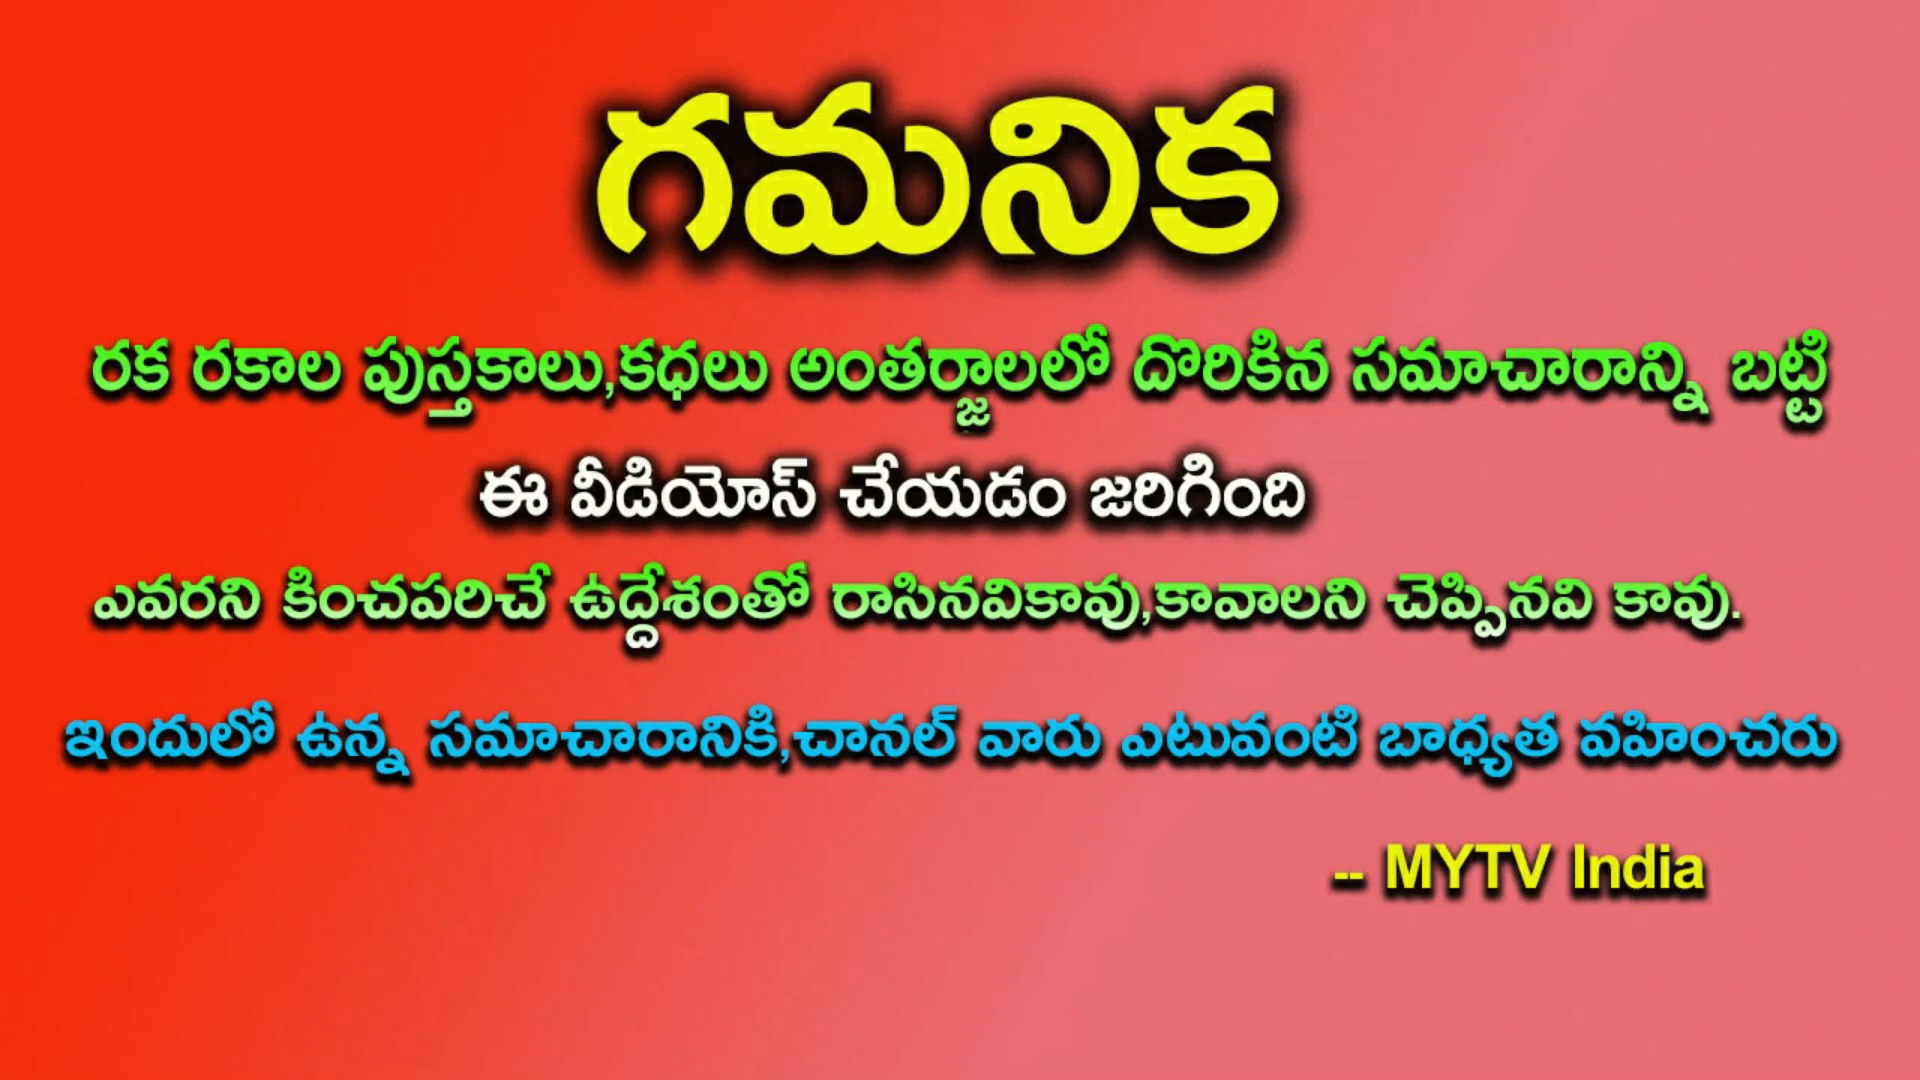 గమనిక
రక రకాల పుస్తకాలు,కధలు అంతర్జాలలో దొరికిన సమాచారాన్ని బట్టి
ఈ వీడియోస్ చేయడం జరిగింది
ఎవరని కించపరిచే ఉద్దేశంతో రాసినవికావు,కావాలని చెప్పినవి కావు.
ఇందులో ఉన్న సమాచారానికి,చానల్ వారు ఎటువంటి బాధ్యత వహించరు
-- MYTV India